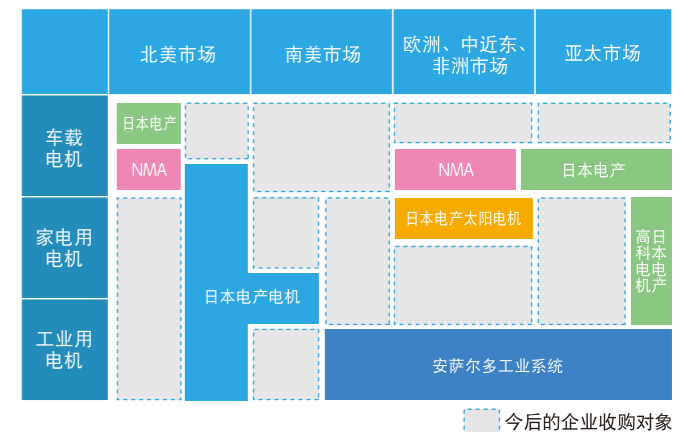 北美市场
南美市场
欧洲、中近东、
非洲市场
亚太市场
车载
电机
日本电产
NMA
NMA
日本电产
家电用
电机
日本电产太阳电机
日本电产
高科电机
日本电产电机
工业用
电机
安萨尔多工业系统
今后的企业收购对象